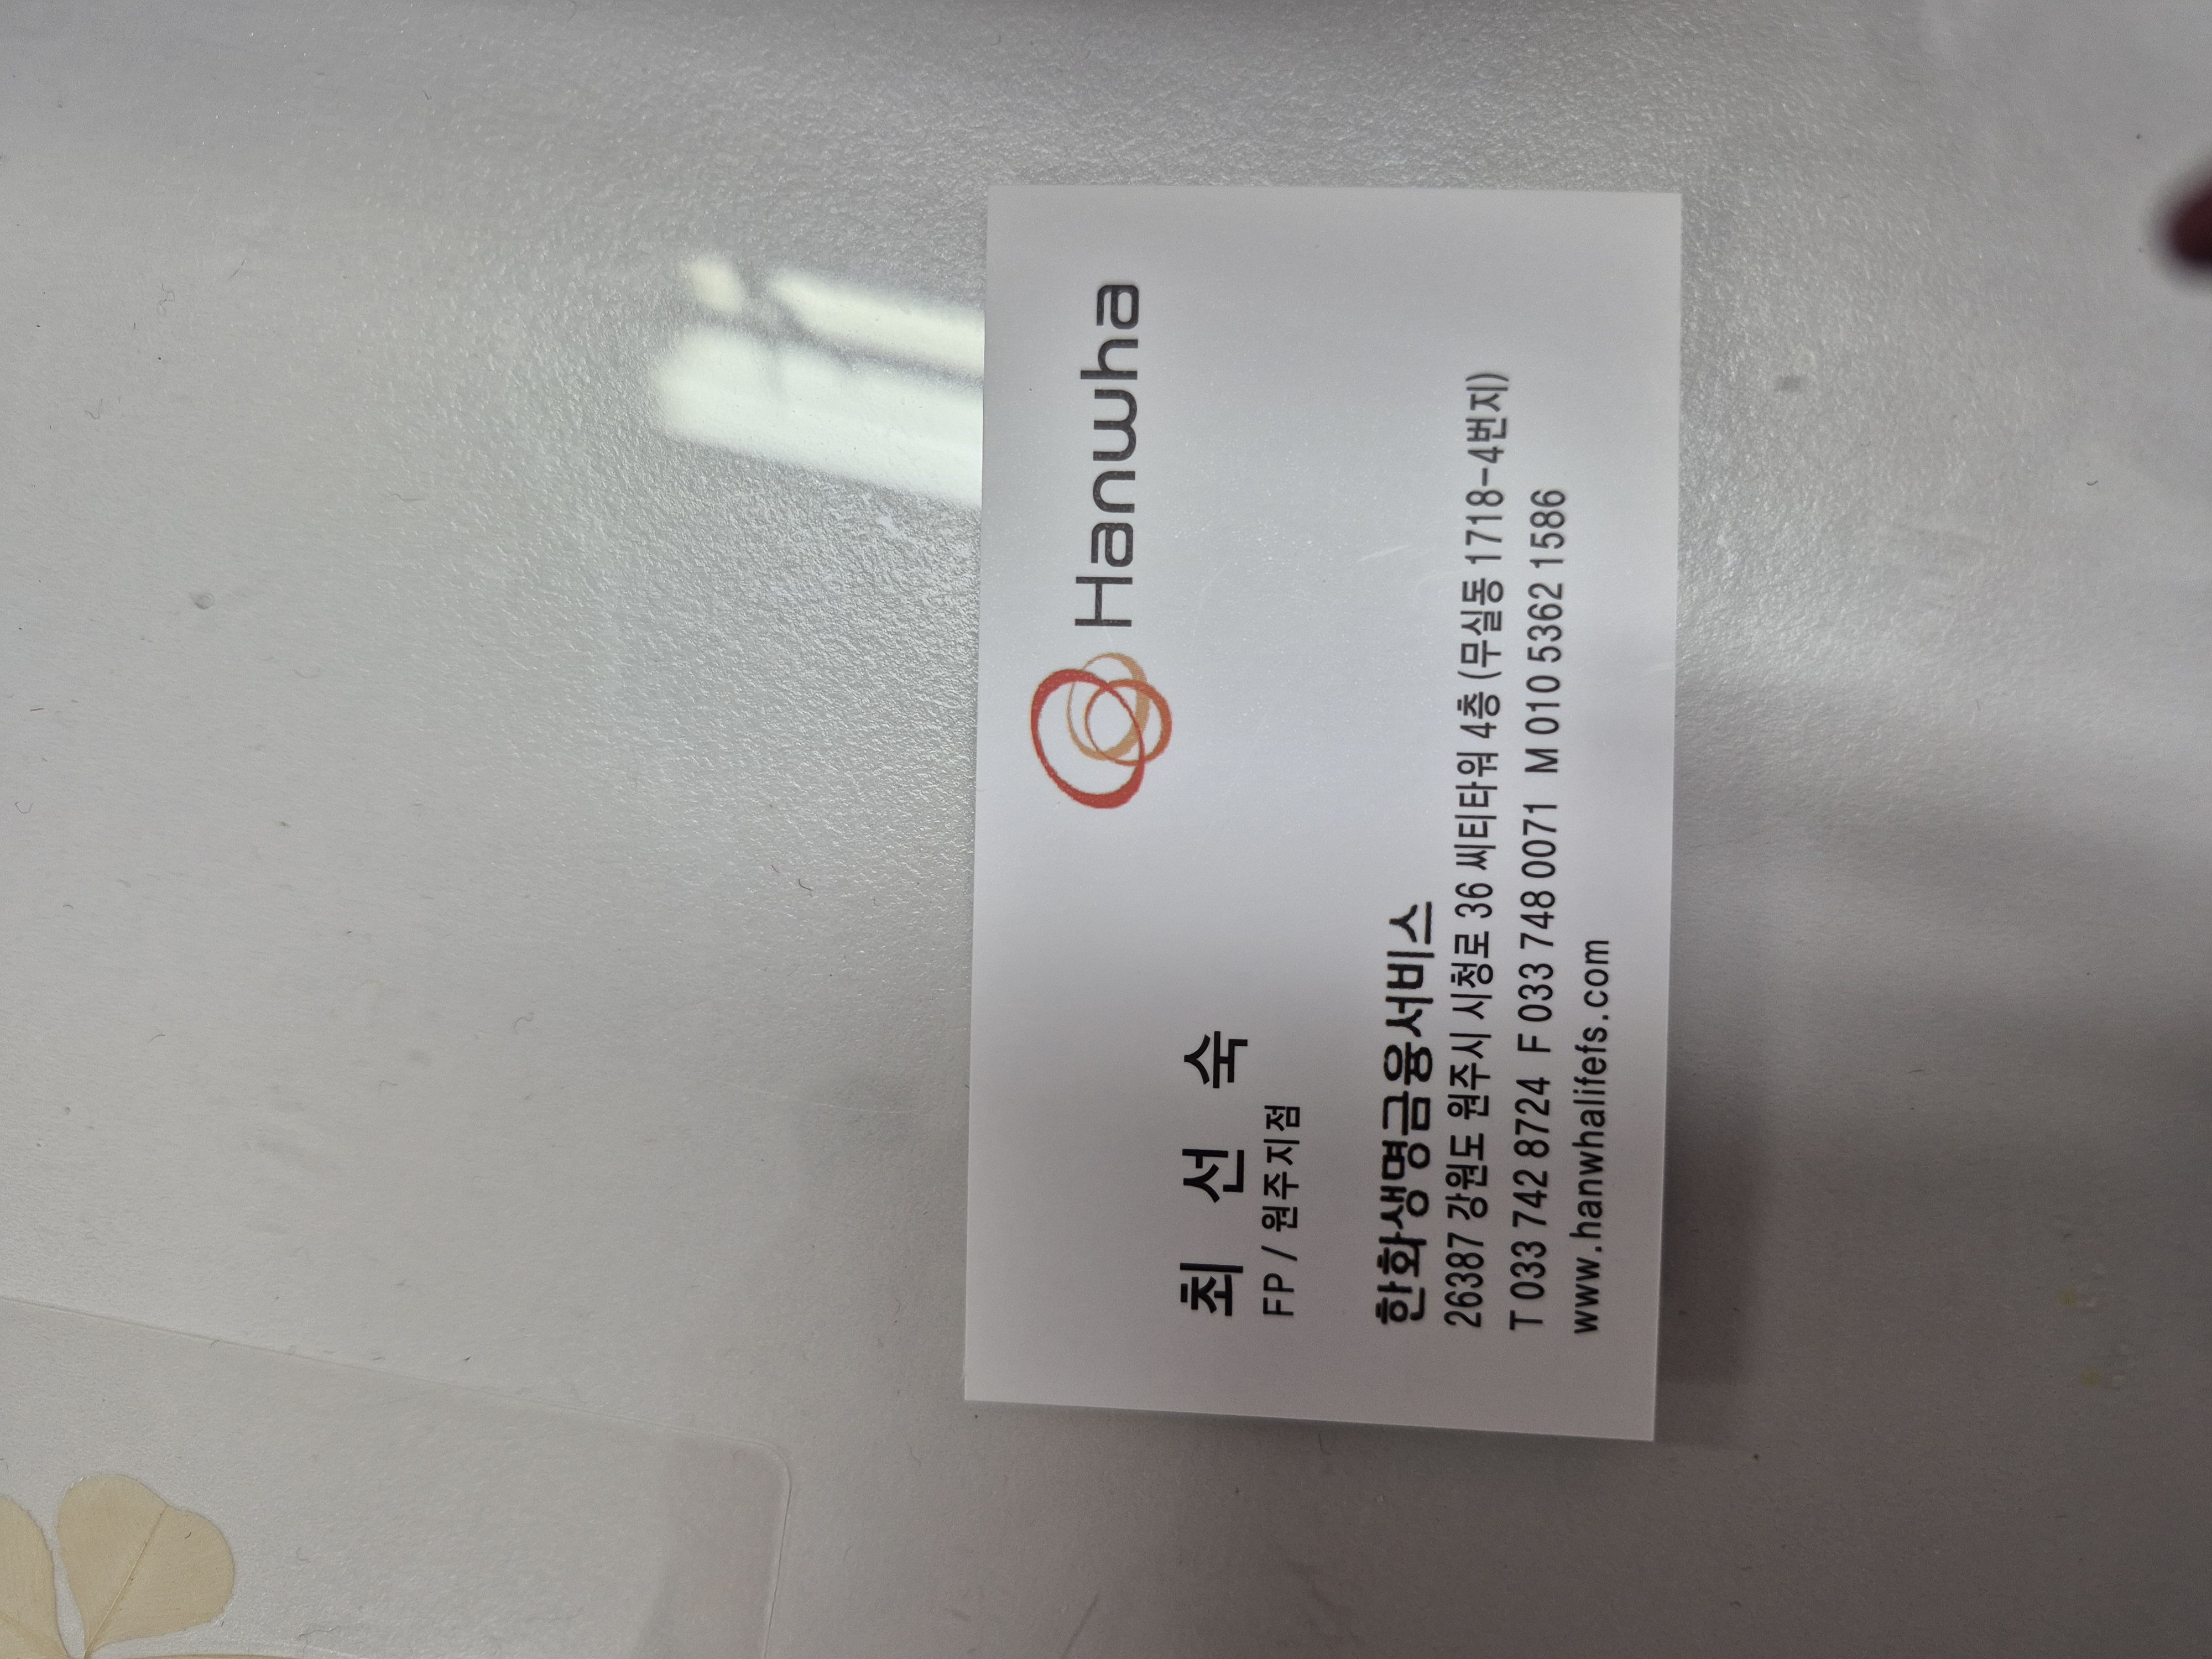 Hanwha
최 선 숙
FP / 원주지점
한화생명금융서비스
26387 강원도 원주시 시청로 36 씨티타워 4층 (무실동 1718-4번지)
T 033 742 8724 F 033 748 0071 M 010 5362 1586
www.hanwhalifefs.com